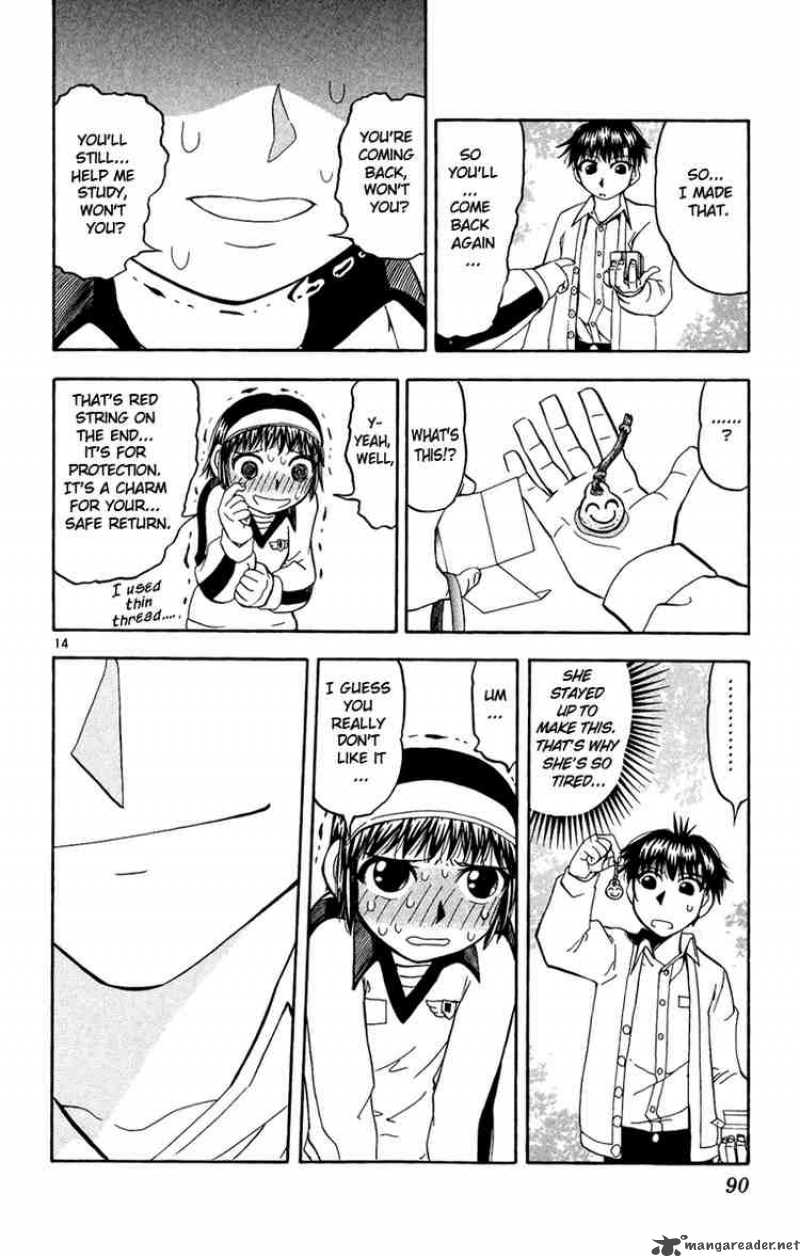 SO...
I MADE
THAT.
SO
YOU'LL
...
COME
BACK
AGAIN
...
YOU'RE
COMING
BACK,
WON'T
YOU?
YOU'LL
STILL...
HELP ME
STUDY,
WON'T
YOU?
......
?
WHAT'S
THIS!?
Y-
YEAH,
WELL,
THAT'S RED
STRING ON
THE END...
IT'S FOR
PROTECTION.
IT'S A CHARM
FOR YOUR...
SAFE RETURN.
I used
thin
thread.....
14
.........
SHE
STAYED
UP TO
MAKE THIS.
THAT'S WHY
SHE'S SO
TIRED...
UM
...
I GUESS
YOU
REALLY
DON'T
LIKE IT
...
90
mangareader.net